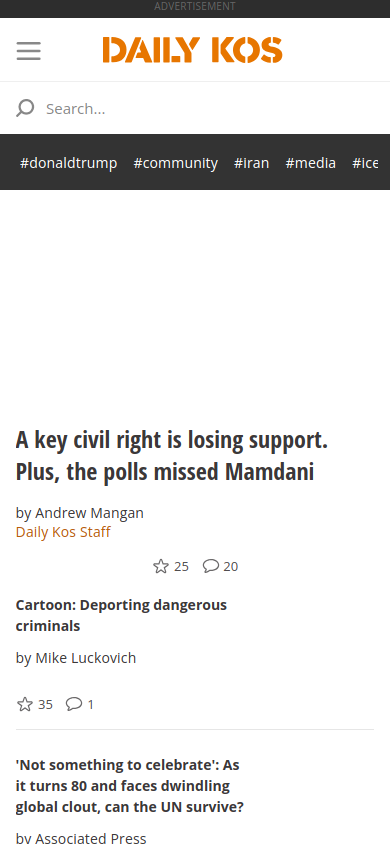 ADVERTISEMENT
DAILY KOS
Search...
#donaldtrump #community #iran #media #ice
A key civil right is losing support.
Plus, the polls missed Mamdani
by Andrew Mangan
Daily Kos Staff
25 20
Cartoon: Deporting dangerous
criminals
by Mike Luckovich
35 1
'Not something to celebrate': As
it turns 80 and faces dwindling
global clout, can the UN survive?
by Associated Press